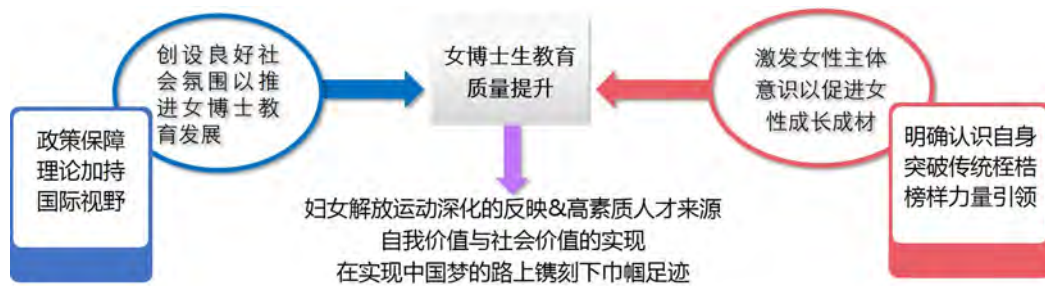 创设良好社
会氛围以推
进女博士教
育发展
政策保障
理论加持
国际视野
女博士生教育
质量提升
激发女性主体
意识以促进女
性成长成材
明确认识自身
突破传统桎梏
榜样力量引领
妇女解放运动深化的反映&高素质人才来源
自我价值与社会价值的实现
在实现中国梦的路上镌刻下巾帼足迹